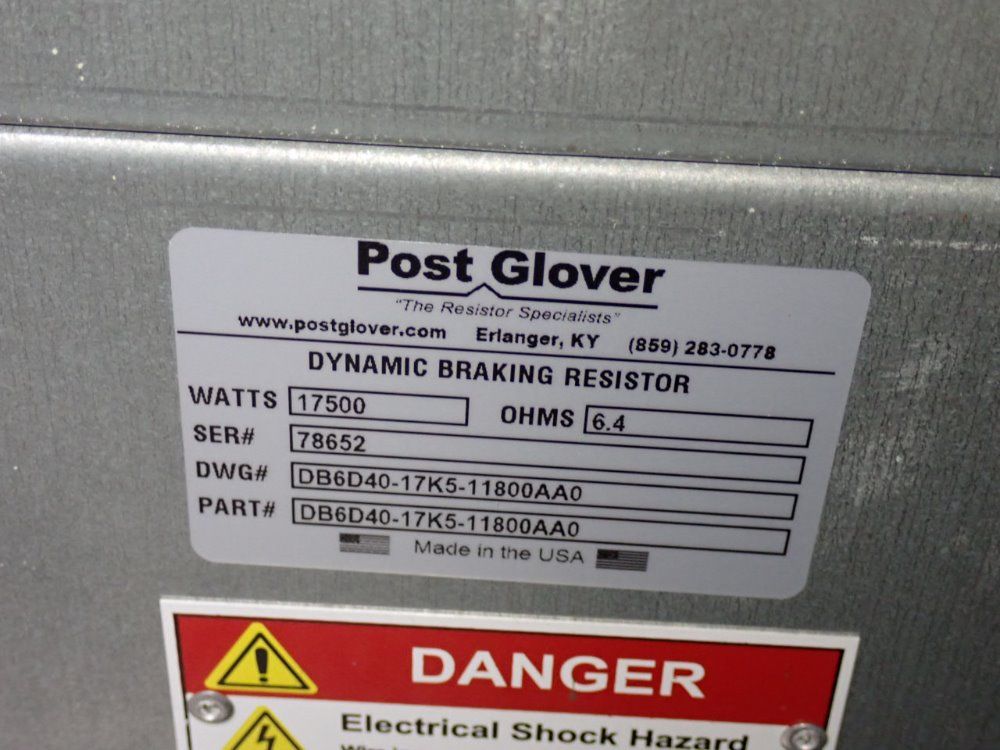 Post Glover
"The Resistor Specialists"
www.postglover.com Erlanger, KY (859) 283-0778
DYNAMIC BRAKING RESISTOR
WATTS 17500 OHMS 6.4
SER# 78652
DWG# DB6D40-17K5-11800AA0
PART# DB6D40-17K5-11800AA0
Made in the USA
DANGER
Electrical Shock Hazard